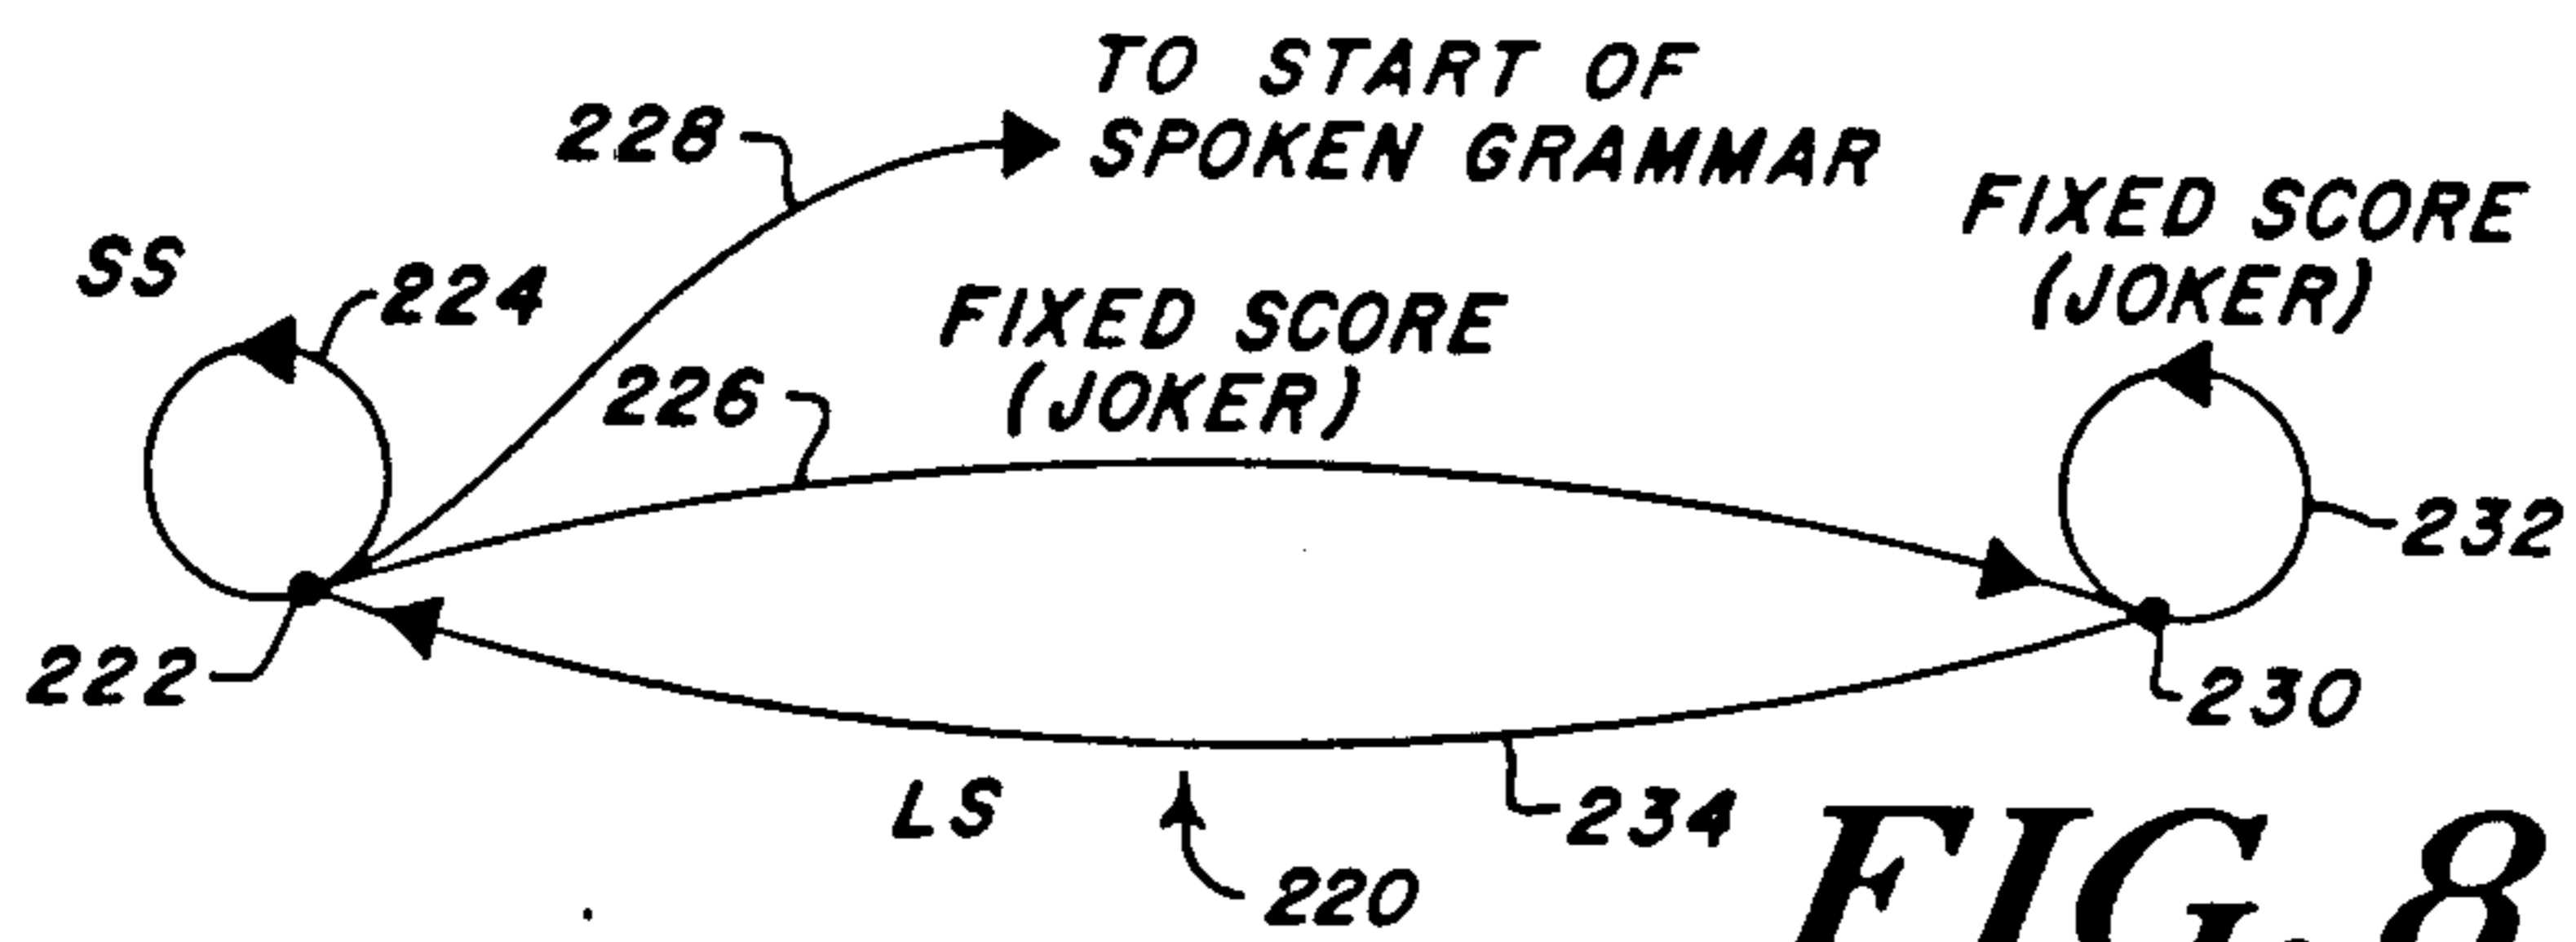 TO START OF
SPOKEN GRAMMAR
228
FIXED SCORE
(JOKER)
SS
224
FIXED SCORE
(JOKER)
226
232
222
230
LS
234
220
FIG. 8